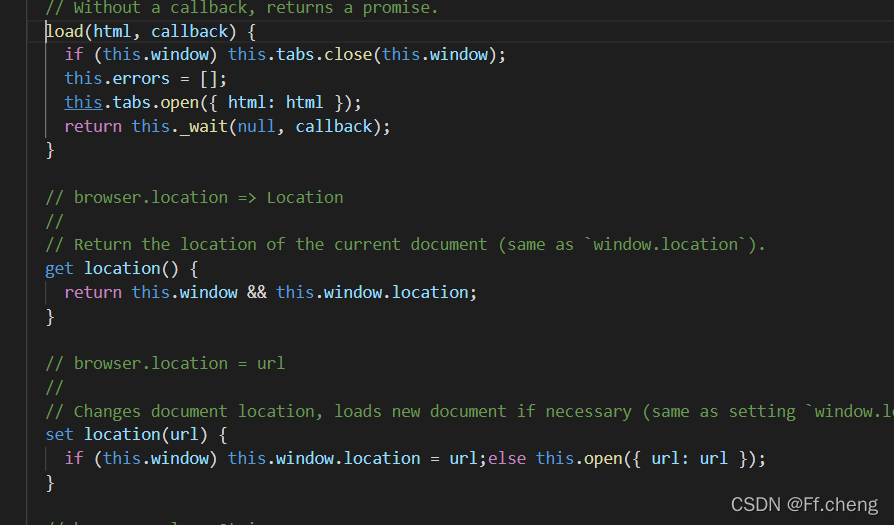 // Without a callback, returns a promise.
load(html, callback) {
if (this.window) this.tabs.close(this.window);
this.errors = [];
this.tabs.open({ html: html });
return this._wait(null, callback);
}
// browser.location => Location
//
// Return the location of the current document (same as `window.location`).
get location() {
return this.window && this.window.location;
}
// browser.location = url
//
// Changes document location, loads new document if necessary (same as setting `window.l
set location(url) {
if (this.window) this.window.location = url;else this.open({ url: url });
}
CSDN @Ff.cheng